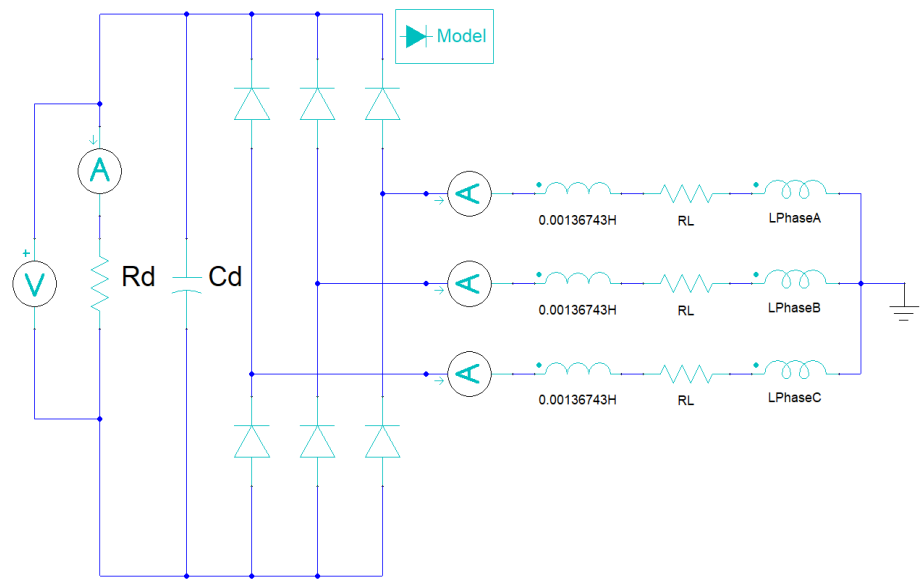 Model
A
A
0.00136743H
RL
LPhaseA
+
V
Rd
Cd
A
0.00136743H
RL
LPhaseB
A
0.00136743H
RL
LPhaseC